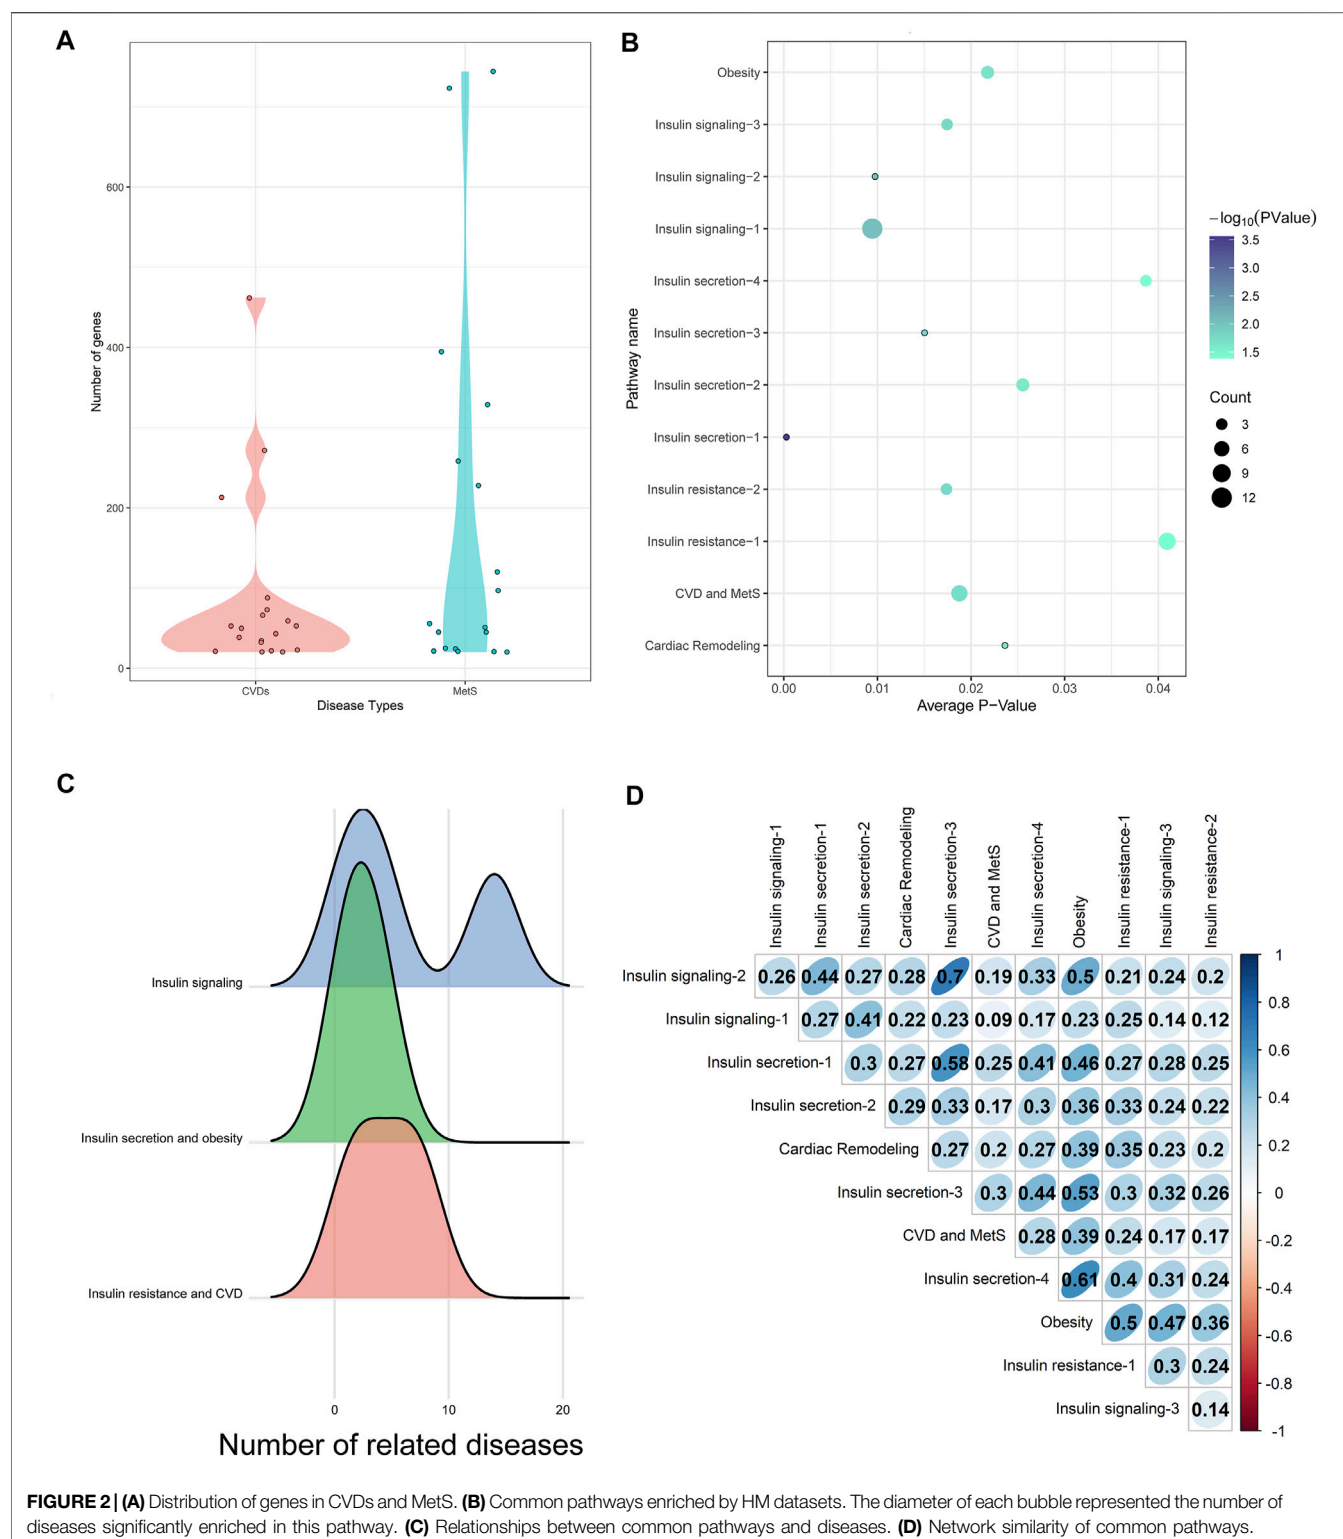 A
Number of genes
600
400
200
0
CVDs
MetS
Disease Types
B
Pathway name
Obesity
Insulin signaling−3
Insulin signaling−2
Insulin signaling−1
Insulin secretion−4
Insulin secretion−3
Insulin secretion−2
Insulin secretion−1
Insulin resistance−2
Insulin resistance−1
CVD and MetS
Cardiac Remodeling
0.00 0.01 0.02 0.03 0.04
Average P−Value
−log10(PValue)
3.5
3.0
2.5
2.0
1.5
Count
3
6
9
12
C
Insulin signaling
Insulin secretion and obesity
Insulin resistance and CVD
0 10 20
Number of related diseases
D
Insulin signaling-1
Insulin secretion-1
Insulin secretion-2
Cardiac Remodeling
Insulin secretion-3
CVD and MetS
Insulin secretion-4
Obesity
Insulin resistance-1
Insulin signaling-3
Insulin resistance-2
Insulin signaling-2 0.26 0.44 0.27 0.28 0.7 0.19 0.33 0.5 0.21 0.24 0.2
Insulin signaling-1 0.27 0.41 0.22 0.23 0.09 0.17 0.23 0.25 0.14 0.12
Insulin secretion-1 0.3 0.27 0.58 0.25 0.41 0.46 0.27 0.28 0.25
Insulin secretion-2 0.29 0.33 0.17 0.3 0.36 0.33 0.24 0.22
Cardiac Remodeling 0.27 0.2 0.27 0.39 0.35 0.23 0.2
Insulin secretion-3 0.3 0.44 0.53 0.3 0.32 0.26
CVD and MetS 0.28 0.39 0.24 0.17 0.17
Insulin secretion-4 0.61 0.4 0.31 0.24
Obesity 0.5 0.47 0.36
Insulin resistance-1 0.3 0.24
Insulin signaling-3 0.14
1
0.8
0.6
0.4
0.2
0
-0.2
-0.4
-0.6
-0.8
-1
FIGURE 2 | (A) Distribution of genes in CVDs and MetS. (B) Common pathways enriched by HM datasets. The diameter of each bubble represented the number of
diseases significantly enriched in this pathway. (C) Relationships between common pathways and diseases. (D) Network similarity of common pathways.